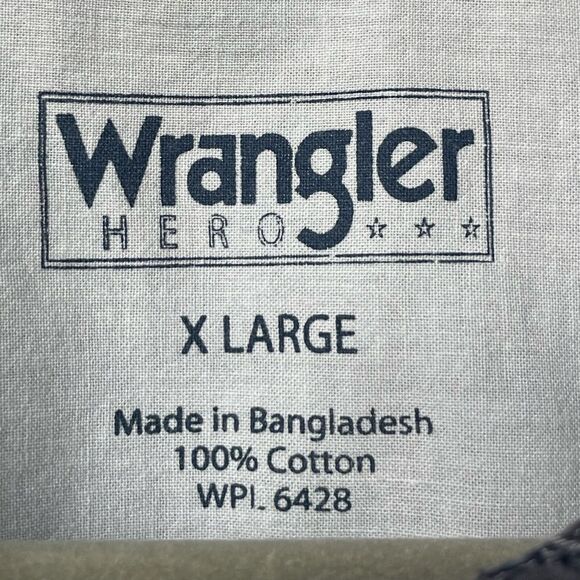 Wrangler
HERO ☆ ☆ ☆
X LARGE
Made in Bangladesh
100% Cotton
WPL 6428